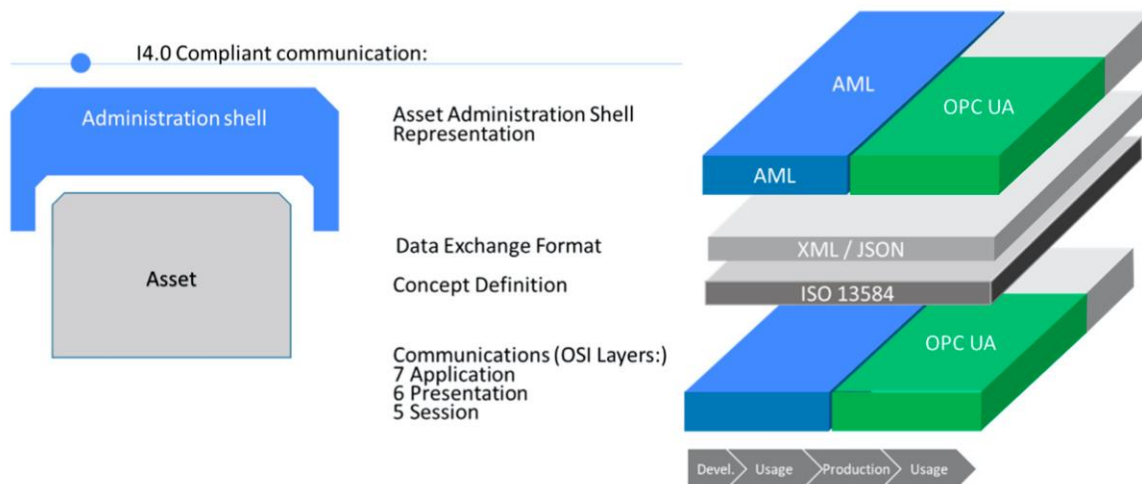 I4.0 Compliant communication:
Administration shell
Asset
Asset Administration Shell
Representation
Data Exchange Format
Concept Definition
Communications (OSI Layers:)
7 Application
6 Presentation
5 Session
AML
OPC UA
AML
XML / JSON
ISO 13584
OPC UA
Devel. Usage Production Usage